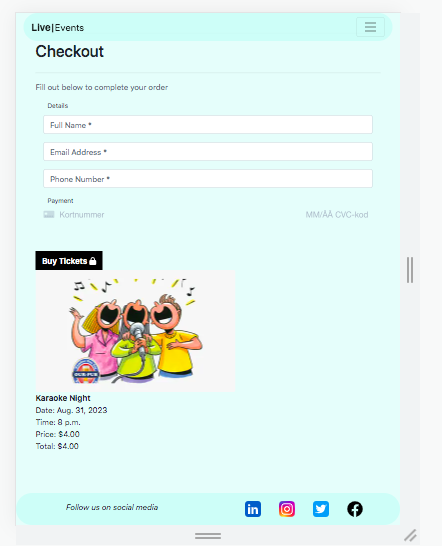 Live|Events
Checkout
Fill out below to complete your order
Details
Full Name *
Email Address *
Phone Number *
Payment
Kortnummer MM/ÅÅ CVC-kod
Buy Tickets
Karaoke Night
Date: Aug. 31, 2023
Time: 8 p.m.
Price: $4.00
Total: $4.00
Follow us on social media